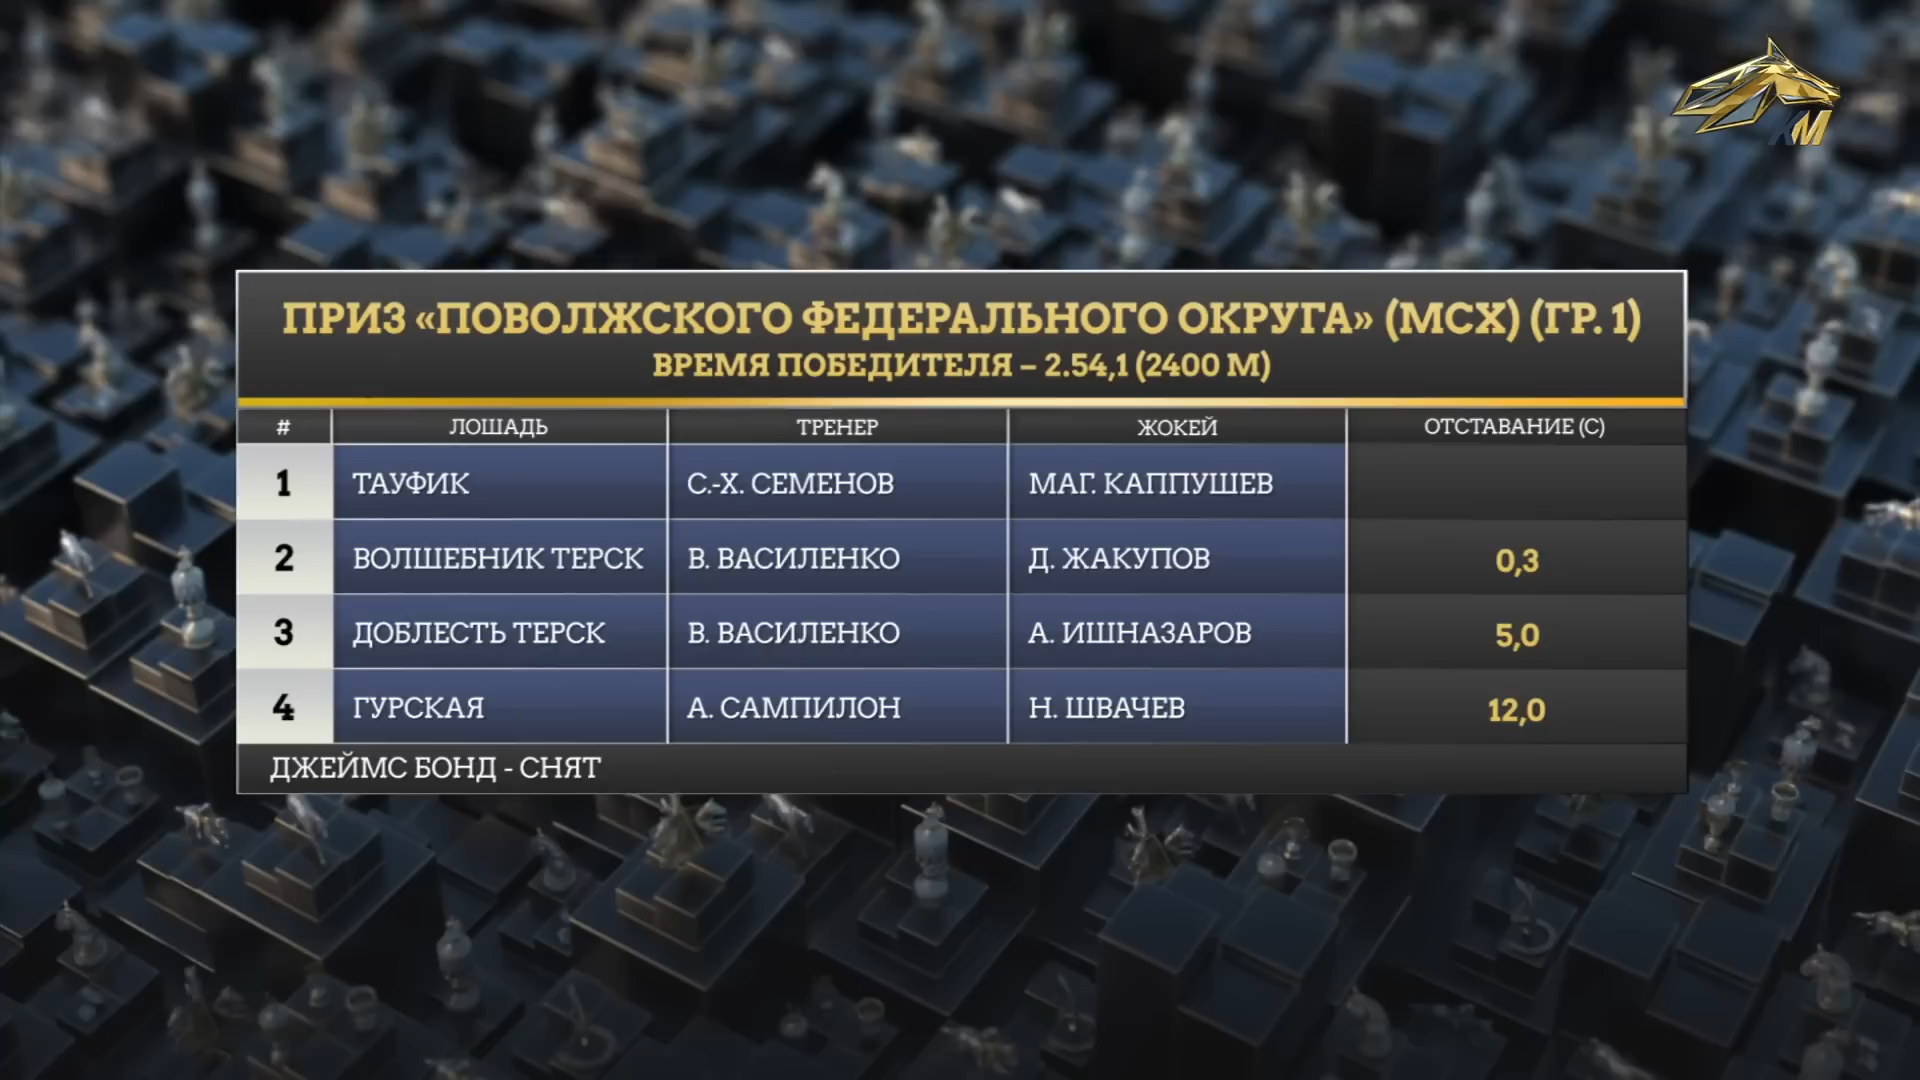 КМ
ПРИЗ «ПОВОЛЖСКОГО ФЕДЕРАЛЬНОГО ОКРУГА» (МСХ) (ГР. 1)
ВРЕМЯ ПОБЕДИТЕЛЯ – 2.54,1 (2400 М)
# ЛОШАДЬ ТРЕНЕР ЖОКЕЙ ОТСТАВАНИЕ (С)
1 ТАУФИК С.-Х. СЕМЕНОВ МАГ. КАППУШЕВ
2 ВОЛШЕБНИК ТЕРСК В. ВАСИЛЕНКО Д. ЖАКУПОВ 0,3
3 ДОБЛЕСТЬ ТЕРСК В. ВАСИЛЕНКО А. ИШНАЗАРОВ 5,0
4 ГУРСКАЯ А. САМПИЛОН Н. ШВАЧЕВ 12,0
ДЖЕЙМС БОНД - СНЯТ